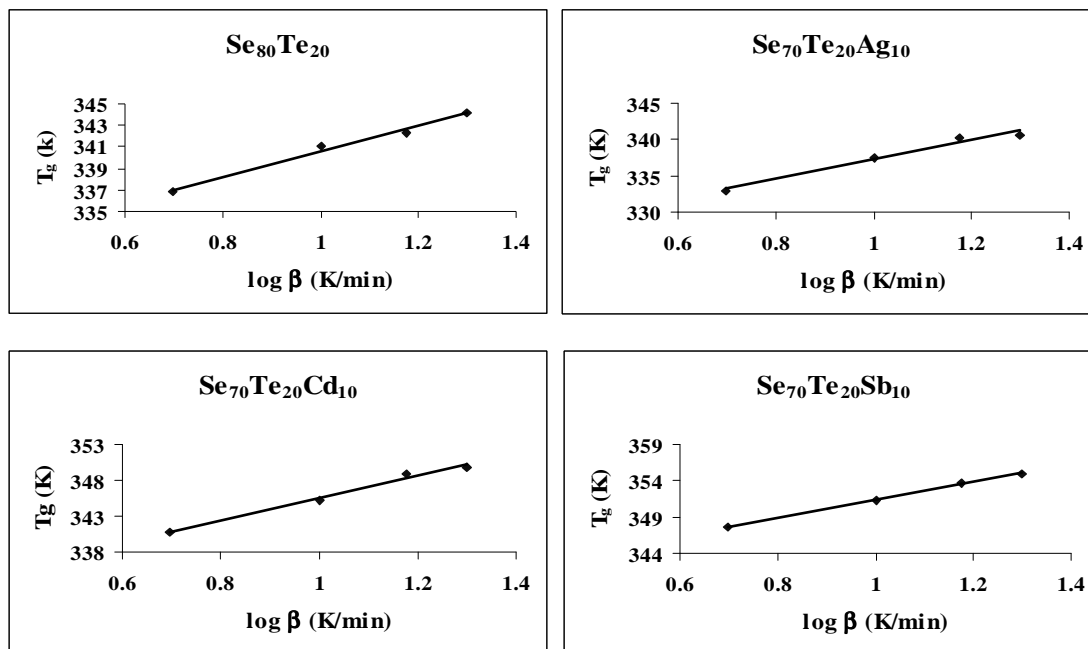 Se₈₀Te₂₀
345
343
341
339
337
335
T_g (k)
0.6 0.8 1 1.2 1.4
log β (K/min)
Se₇₀Te₂₀Ag₁₀
345
340
335
330
T_g (K)
0.6 0.8 1 1.2 1.4
log β (K/min)
Se₇₀Te₂₀Cd₁₀
353
348
343
338
Tg (K)
0.6 0.8 1 1.2 1.4
log β (K/min)
Se₇₀Te₂₀Sb₁₀
359
354
349
344
T_g (K)
0.6 0.8 1 1.2 1.4
log β (K/min)